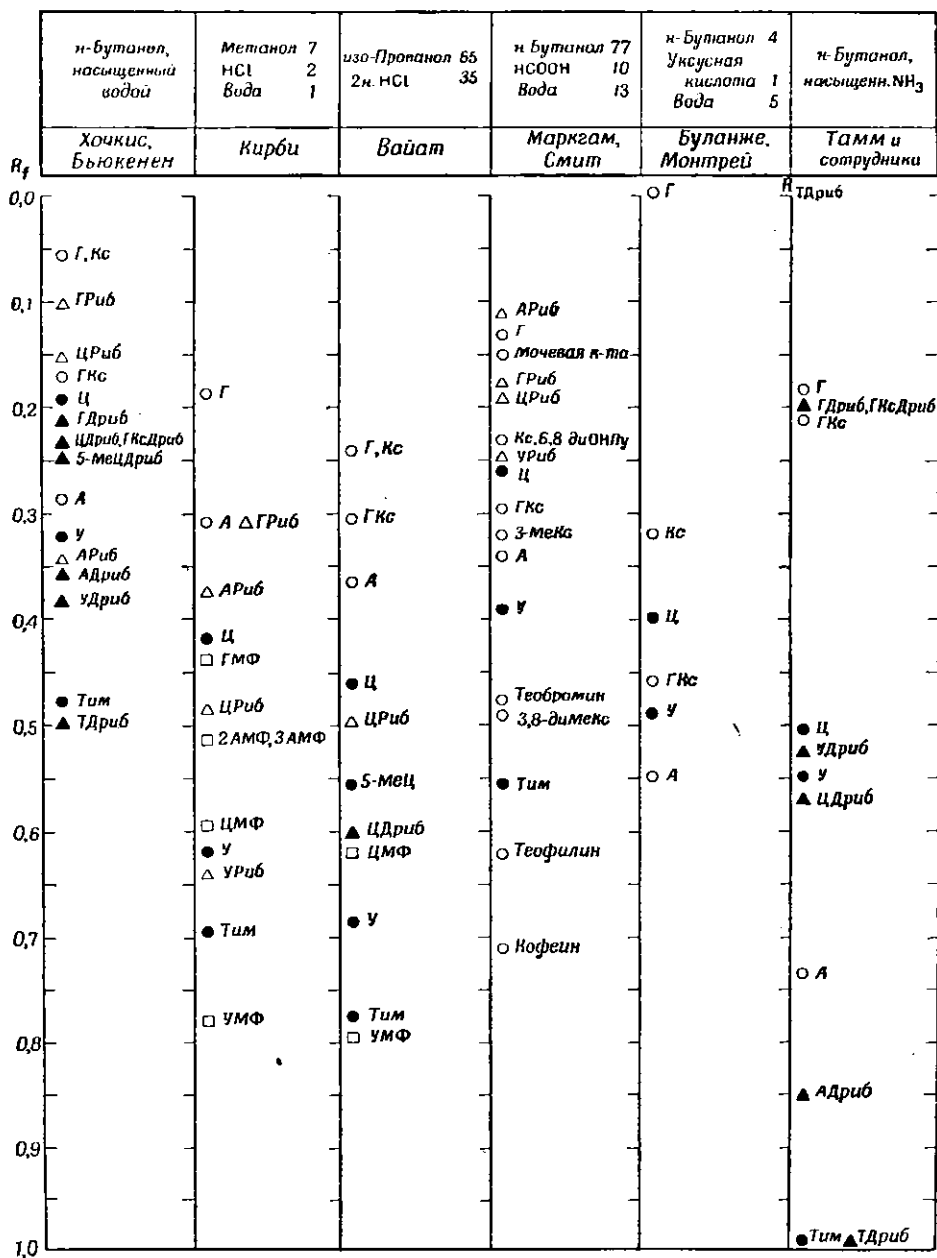 н-Бутанол,
насыщенный
водой
Метанол 7
HCl 2
Вода 1
изо-Пропанол 65
2н. HCl 35
н Бутанол 77
HCOOH 10
Вода 13
н-Бутанол 4
Уксусная
кислота 1
Вода 5
н-Бутанол,
насыщенн. NH3
Rf
Хочкис,
Бьюкенен
Кирби
Вайат
Маркгам,
Смит
Буланже.
Монтрей
Тамм и
сотрудники
0,0
0,1
0,2
0,3
0,4
0,5
0,6
0,7
0,8
0,9
1,0
Г, Кс
ГРиб
ЦРиб
ГКс
Ц
ГДриб
ЦДриб, ГКсДриб
5-меЦДриб
А
У
АРиб
АДриб
УДриб
Тим
ТДриб
Г
А ГРиб
АРиб
Ц
ГМФ
ЦРиб
2АМФ, 3АМФ
ЦМФ
У
УРиб
Тим
УМФ
Г, Кс
ГКс
А
Ц
ЦРиб
5-меЦ
ЦДриб
ЦМФ
У
Тим
УМФ
АРиб
Г
мочевая к-та
ГРиб
ЦРиб
Кс, 6,8 диОНПу
УРиб
Ц
ГКс
3-меКс
А
У
Теобромин
3,8-димекс
Тим
Теофилин
Кофеин
Г
Кс
Ц
ГКс
У
А
R ТДриб
Г
ГДриб, ГКсДриб
ГКс
Ц
УДриб
У
ЦДриб
А
АДриб
Тим ТДриб